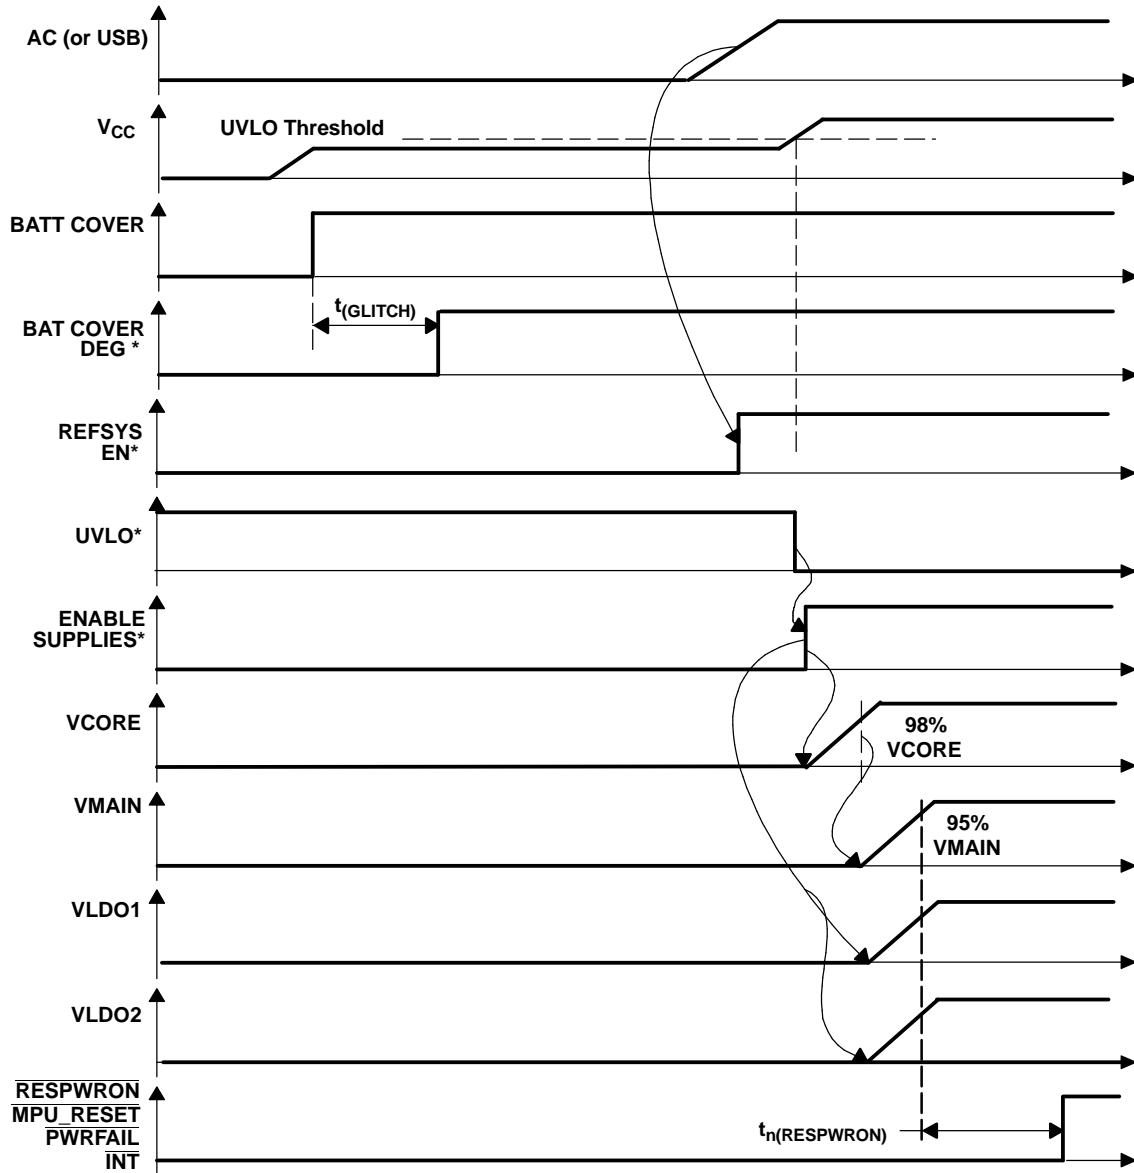 AC (or USB)
VCC
UVLO Threshold
BATT COVER
t(GLITCH)
BAT COVER
DEG *
REFSYS
EN*
UVLO*
ENABLE
SUPPLIES*
VCORE
98%
VCORE
VMAIN
95%
VMAIN
VLDO1
VLDO2
RESPWRON
MPU_RESET
PWRFAIL
INT
tn(RESPWRON)